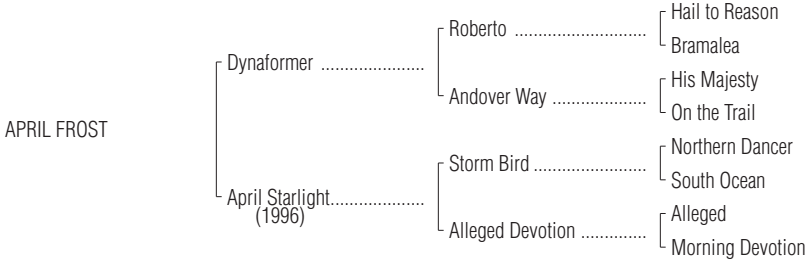 Hail to Reason
Roberto ............................
Bramalea
Dynaformer ......................
His Majesty
Andover Way ....................
On the Trail
APRIL FROST
Northern Dancer
Storm Bird ........................
South Ocean
April Starlight....................
(1996)
Alleged
Alleged Devotion ..............
Morning Devotion